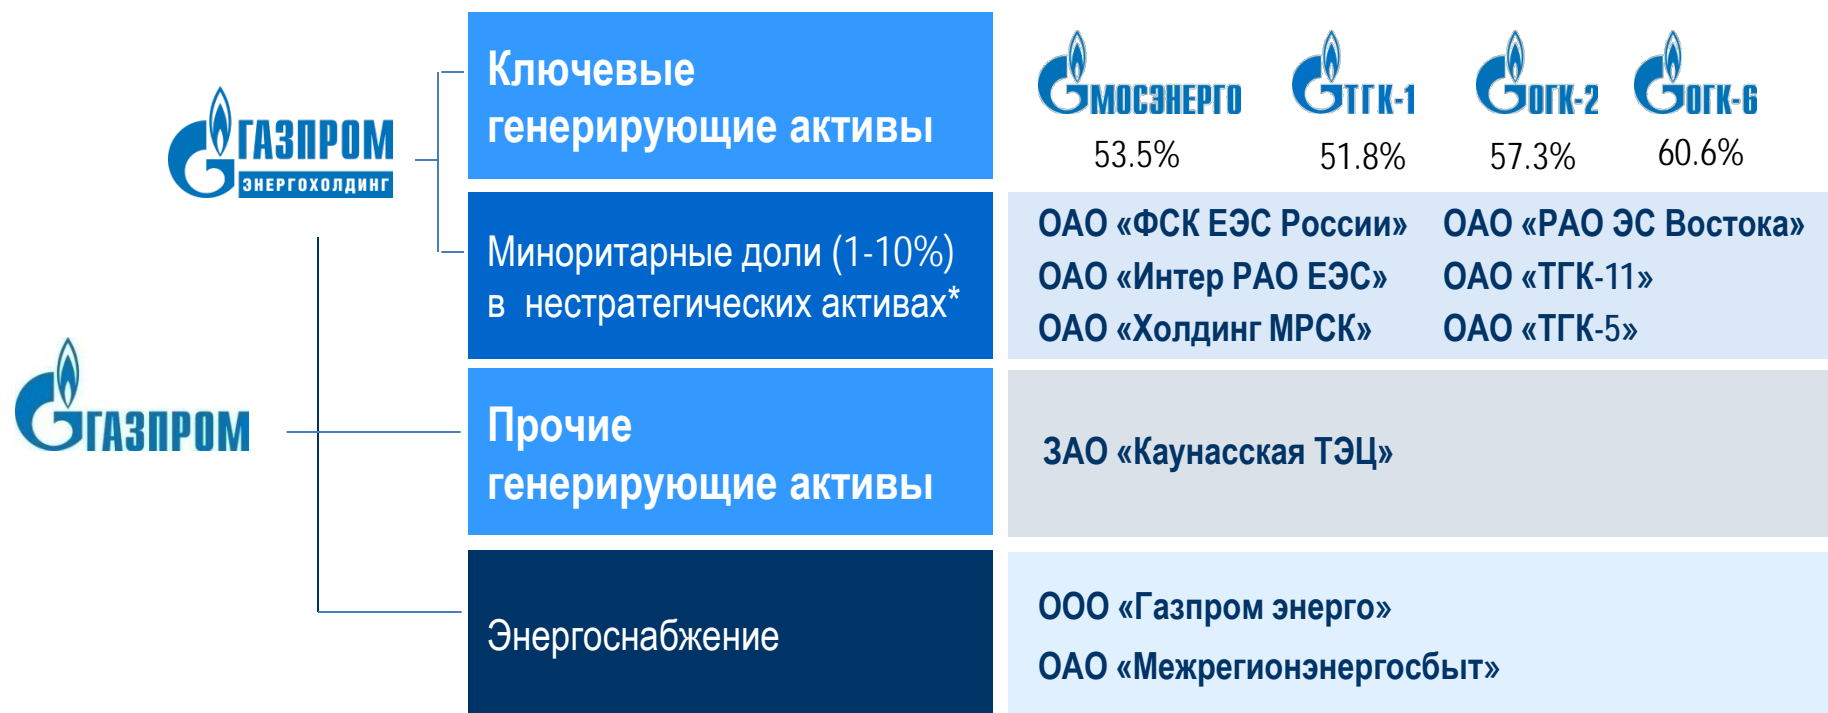 ГАЗПРОМ
ЭНЕРГОХОЛДИНГ
ГАЗПРОМ
Ключевые
генерирующие активы
МОСЭНЕРГО ТГК-1 ОГК-2 ОГК-6
53.5% 51.8% 57.3% 60.6%
Миноритарные доли (1-10%)
в нестратегических активах*
ОАО «ФСК ЕЭС России» ОАО «РАО ЭС Востока»
ОАО «Интер РАО ЕЭС» ОАО «ТГК-11»
ОАО «Холдинг МРСК» ОАО «ТГК-5»
Прочие
генерирующие активы
ЗАО «Каунасская ТЭЦ»
Энергоснабжение
ООО «Газпром энерго»
ОАО «Межрегионэнергосбыт»